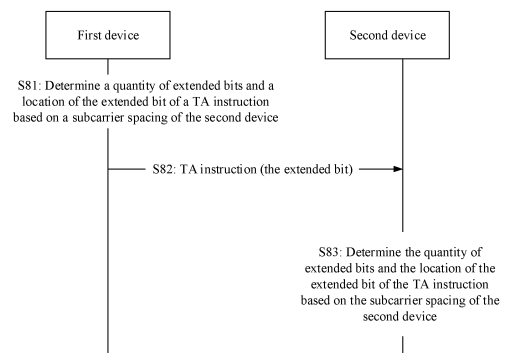 First device
Second device
S81: Determine a quantity of extended bits and a
location of the extended bit of a TA instruction
based on a subcarrier spacing of the second device
S82: TA instruction (the extended bit)
S83: Determine the quantity of
extended bits and the location of the
extended bit of the TA instruction
based on the subcarrier spacing of the
second device